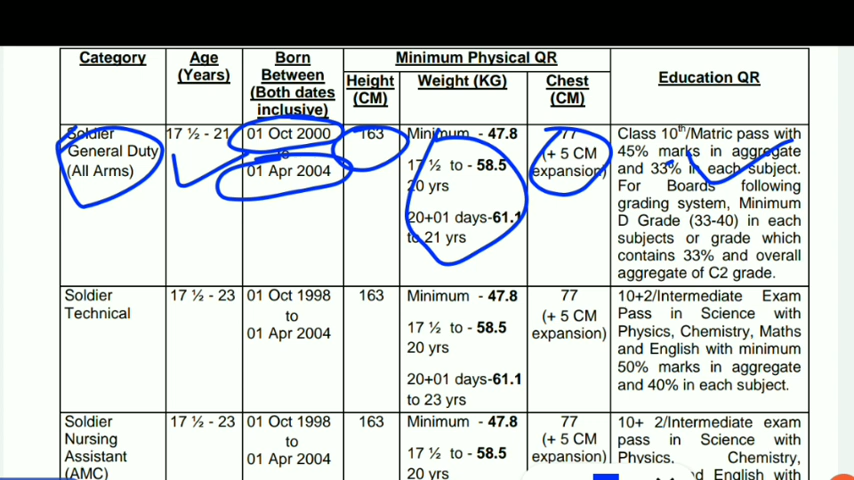 Category
Age
(Years)
Born
Between
(Both dates
inclusive)
Minimum Physical QR
Height
(CM)
Weight (KG)
Chest
(CM)
Education QR
Soldier
General Duty
(All Arms)
17 ½ - 21
01 Oct 2000
to
01 Apr 2004
163
Minimum - 47.8
17 ½ to - 58.5
20 yrs
20+01 days-61.1
to 21 yrs
77
(+ 5 CM
expansion)
Class 10th/Matric pass with
45% marks in aggregate
and 33% in each subject.
For Boards following
grading system, Minimum
D Grade (33-40) in each
subjects or grade which
contains 33% and overall
aggregate of C2 grade.
Soldier
Technical
17 ½ - 23
01 Oct 1998
to
01 Apr 2004
163
Minimum - 47.8
17 ½ to - 58.5
20 yrs
20+01 days-61.1
to 23 yrs
77
(+ 5 CM
expansion)
10+2/Intermediate Exam
Pass in Science with
Physics, Chemistry, Maths
and English with minimum
50% marks in aggregate
and 40% in each subject.
Soldier
Nursing
Assistant
(AMC)
17 ½ - 23
01 Oct 1998
to
01 Apr 2004
163
Minimum - 47.8
17 ½ to - 58.5
20 yrs
77
(+ 5 CM
expansion)
10+ 2/Intermediate exam
pass in Science with
Physics, Chemistry,
English with